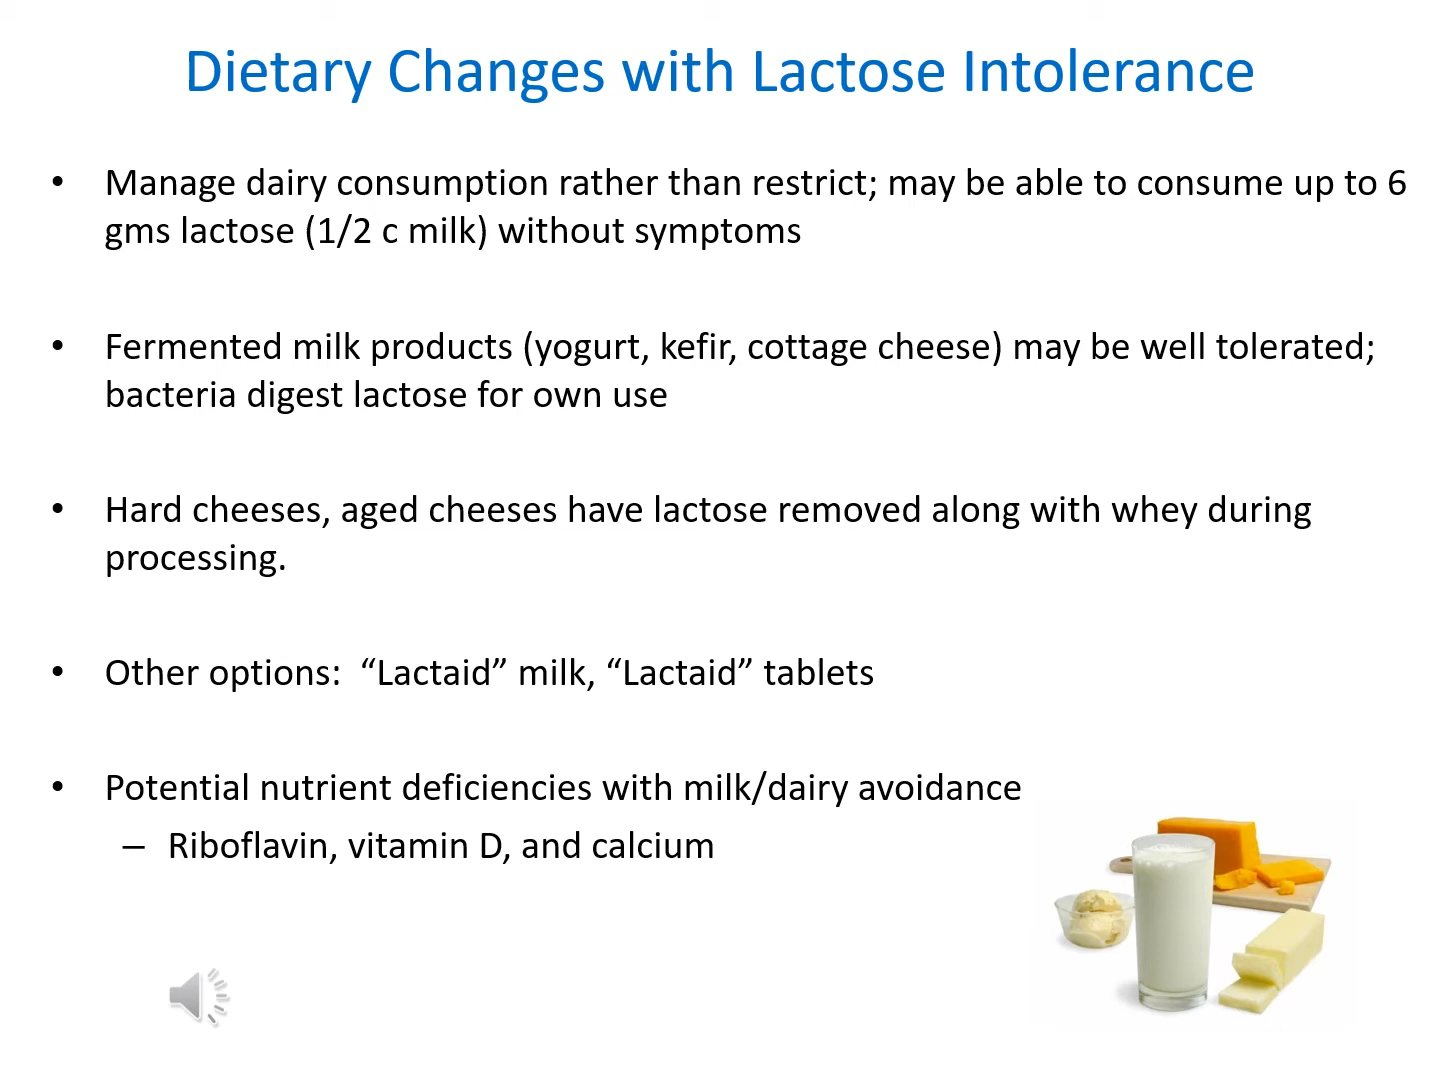 Dietary Changes with Lactose Intolerance
• Manage dairy consumption rather than restrict; may be able to consume up to 6
gms lactose (1/2 c milk) without symptoms
• Fermented milk products (yogurt, kefir, cottage cheese) may be well tolerated;
bacteria digest lactose for own use
• Hard cheeses, aged cheeses have lactose removed along with whey during
processing.
• Other options:  “Lactaid” milk, “Lactaid” tablets
• Potential nutrient deficiencies with milk/dairy avoidance
– Riboflavin, vitamin D, and calcium